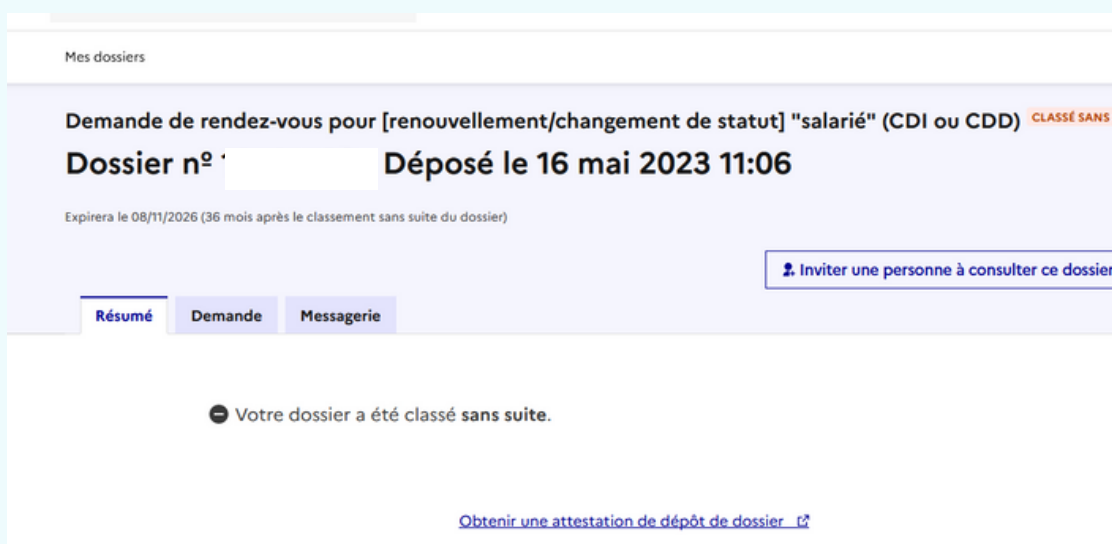 Mes dossiers
Demande de rendez-vous pour [renouvellement/changement de statut] "salarié" (CDI ou CDD) CLASSÉ SANS
Dossier nº Déposé le 16 mai 2023 11:06
Expirera le 08/11/2026 (36 mois après le classement sans suite du dossier)
Inviter une personne à consulter ce dossier
Résumé Demande Messagerie
Votre dossier a été classé sans suite.
Obtenir une attestation de dépôt de dossier